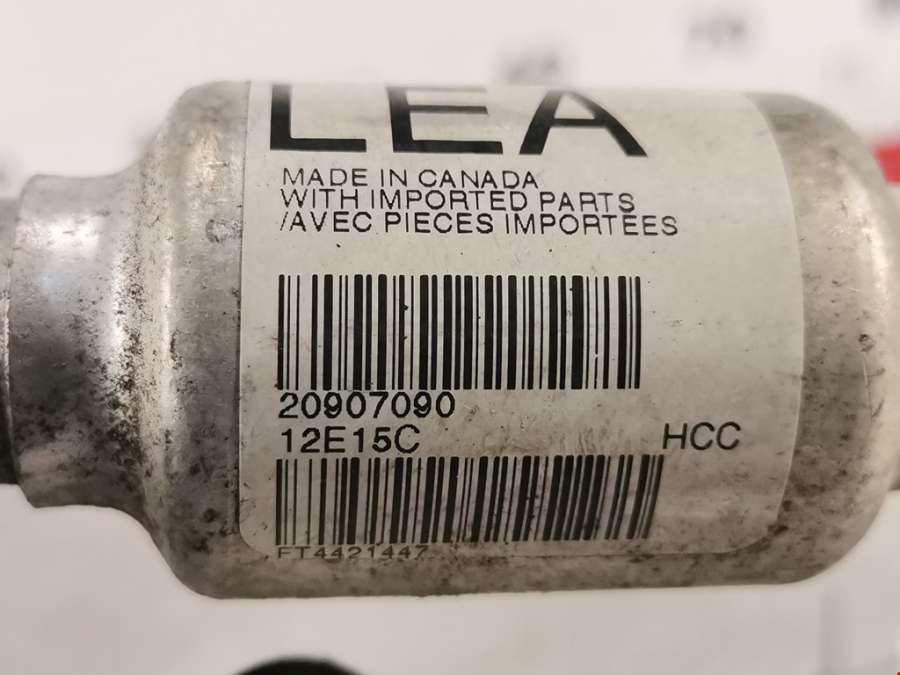 LEA
MADE IN CANADA
WITH IMPORTED PARTS
/AVEC PIECES IMPORTEES
20907090
12E15C HCC
FT4421447